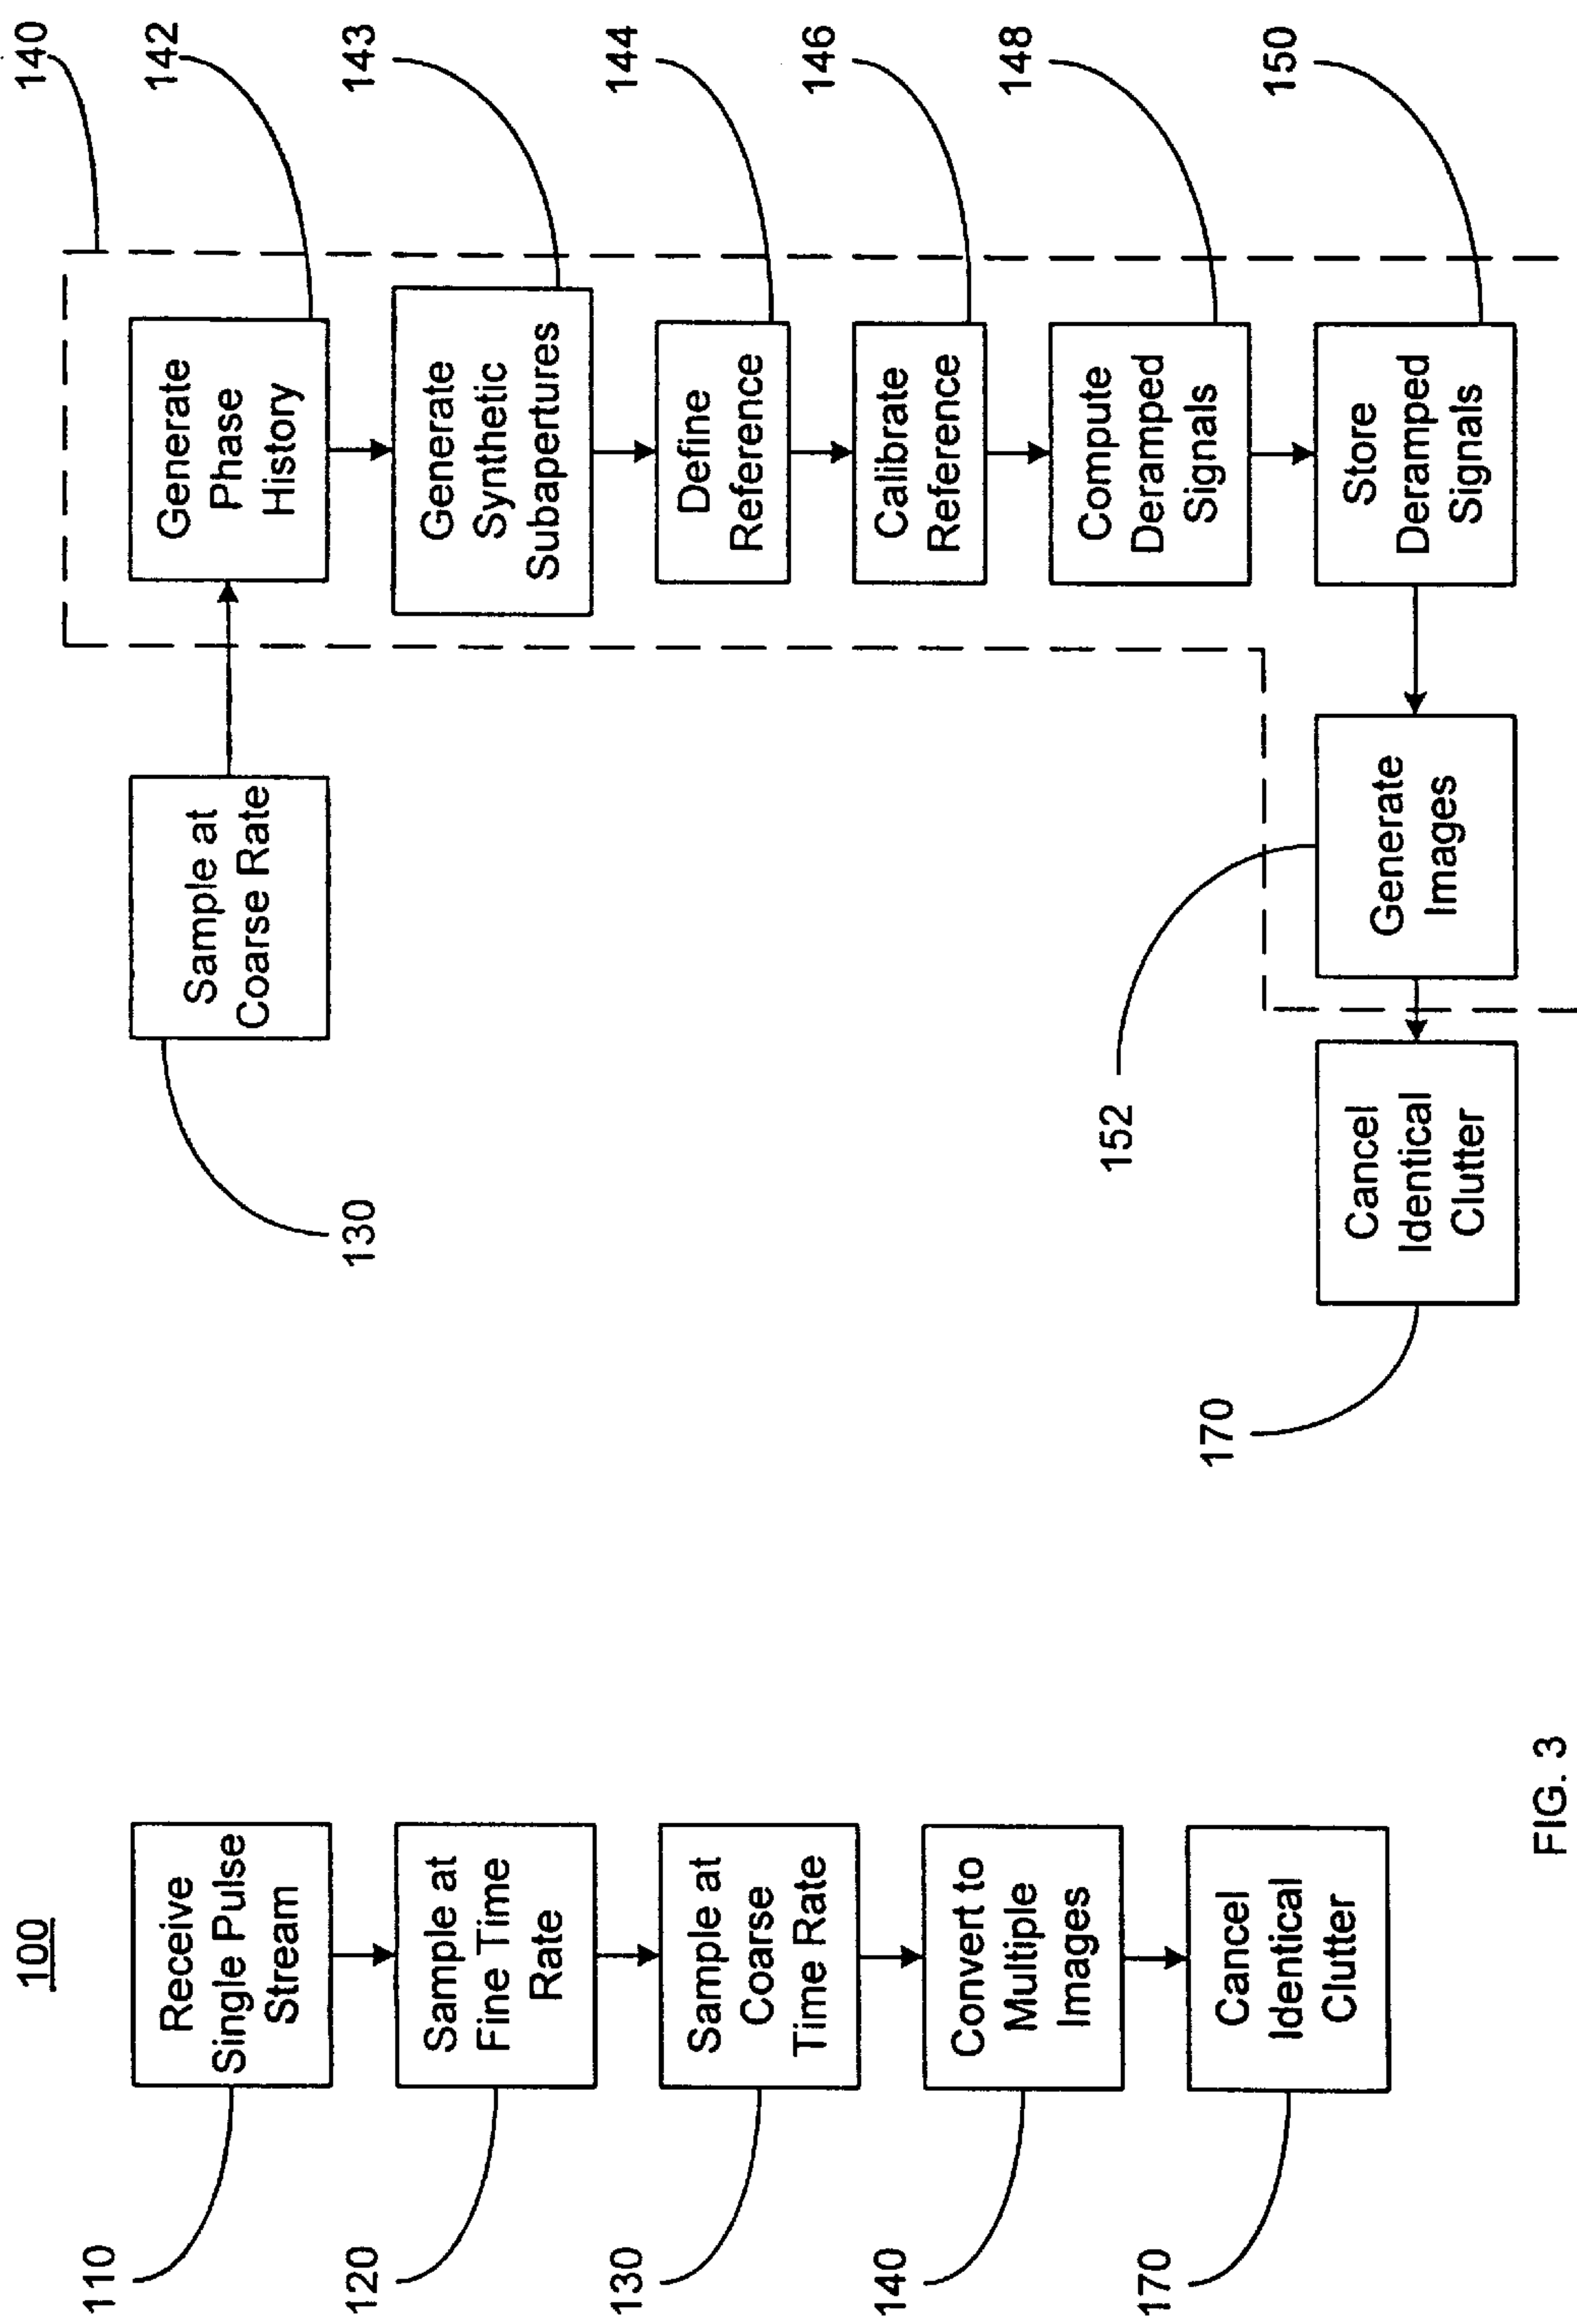 100
110
Receive
Single Pulse
Stream
120
Sample at
Fine Time
Rate
130
Sample at
Coarse
Time Rate
140
Convert to
Multiple
Images
170
Cancel
Identical
Clutter
130
Sample at
Coarse Rate
140
Generate
Phase
History
142
Generate
Synthetic
Subapertures
143
Define
Reference
144
Calibrate
Reference
146
Compute
Deramped
Signals
148
Store
Deramped
Signals
150
152
Generate
Images
170
Cancel
Identical
Clutter
FIG. 3